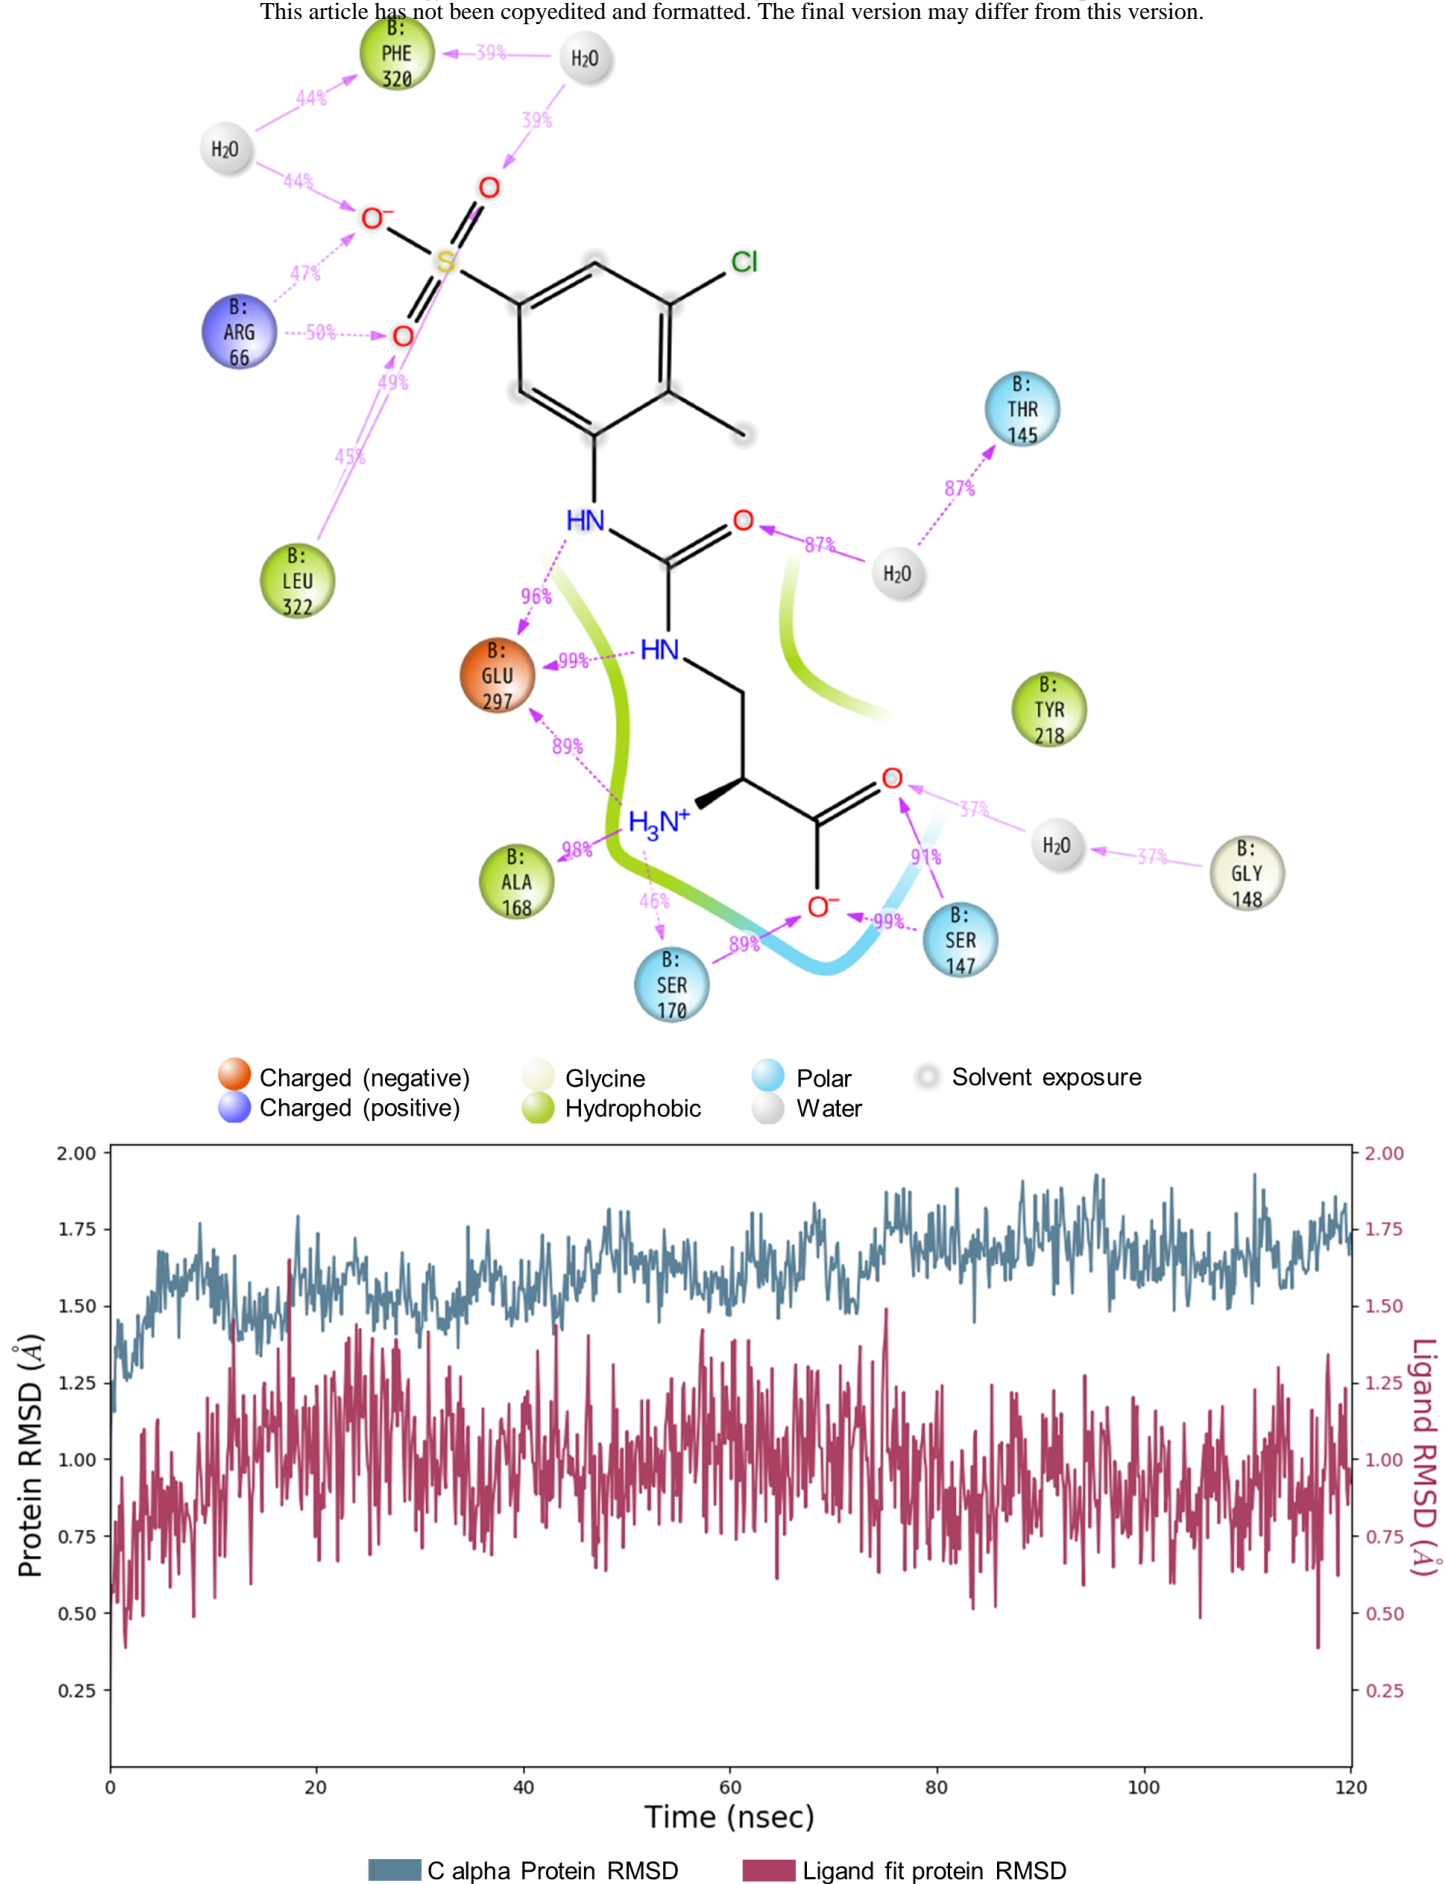 This article has not been copyedited and formatted. The final version may differ from this version.
B:
PHE
320
39%
H₂O
44%
39%
H₂O
44%
O
O⁻
S
Cl
47%
B:
ARG
66
50%
O
49%
B:
THR
145
45%
87%
HN
O
87%
H₂O
B:
LEU
322
96%
HN
99%
B:
GLU
297
B:
TYR
218
89%
O
37%
H₃N⁺
98%
H₂O
37%
91%
B:
GLY
148
B:
ALA
168
46%
O⁻
99%
89%
B:
SER
147
B:
SER
170
Charged (negative)
Glycine
Polar
Solvent exposure
Charged (positive)
Hydrophobic
Water
2.00
1.75
1.50
1.25
1.00
0.75
0.50
0.25
Protein RMSD (Å)
2.00
1.75
1.50
1.25
1.00
0.75
0.50
0.25
Ligand RMSD (Å)
0 20 40 60 80 100 120
Time (nsec)
C alpha Protein RMSD
Ligand fit protein RMSD